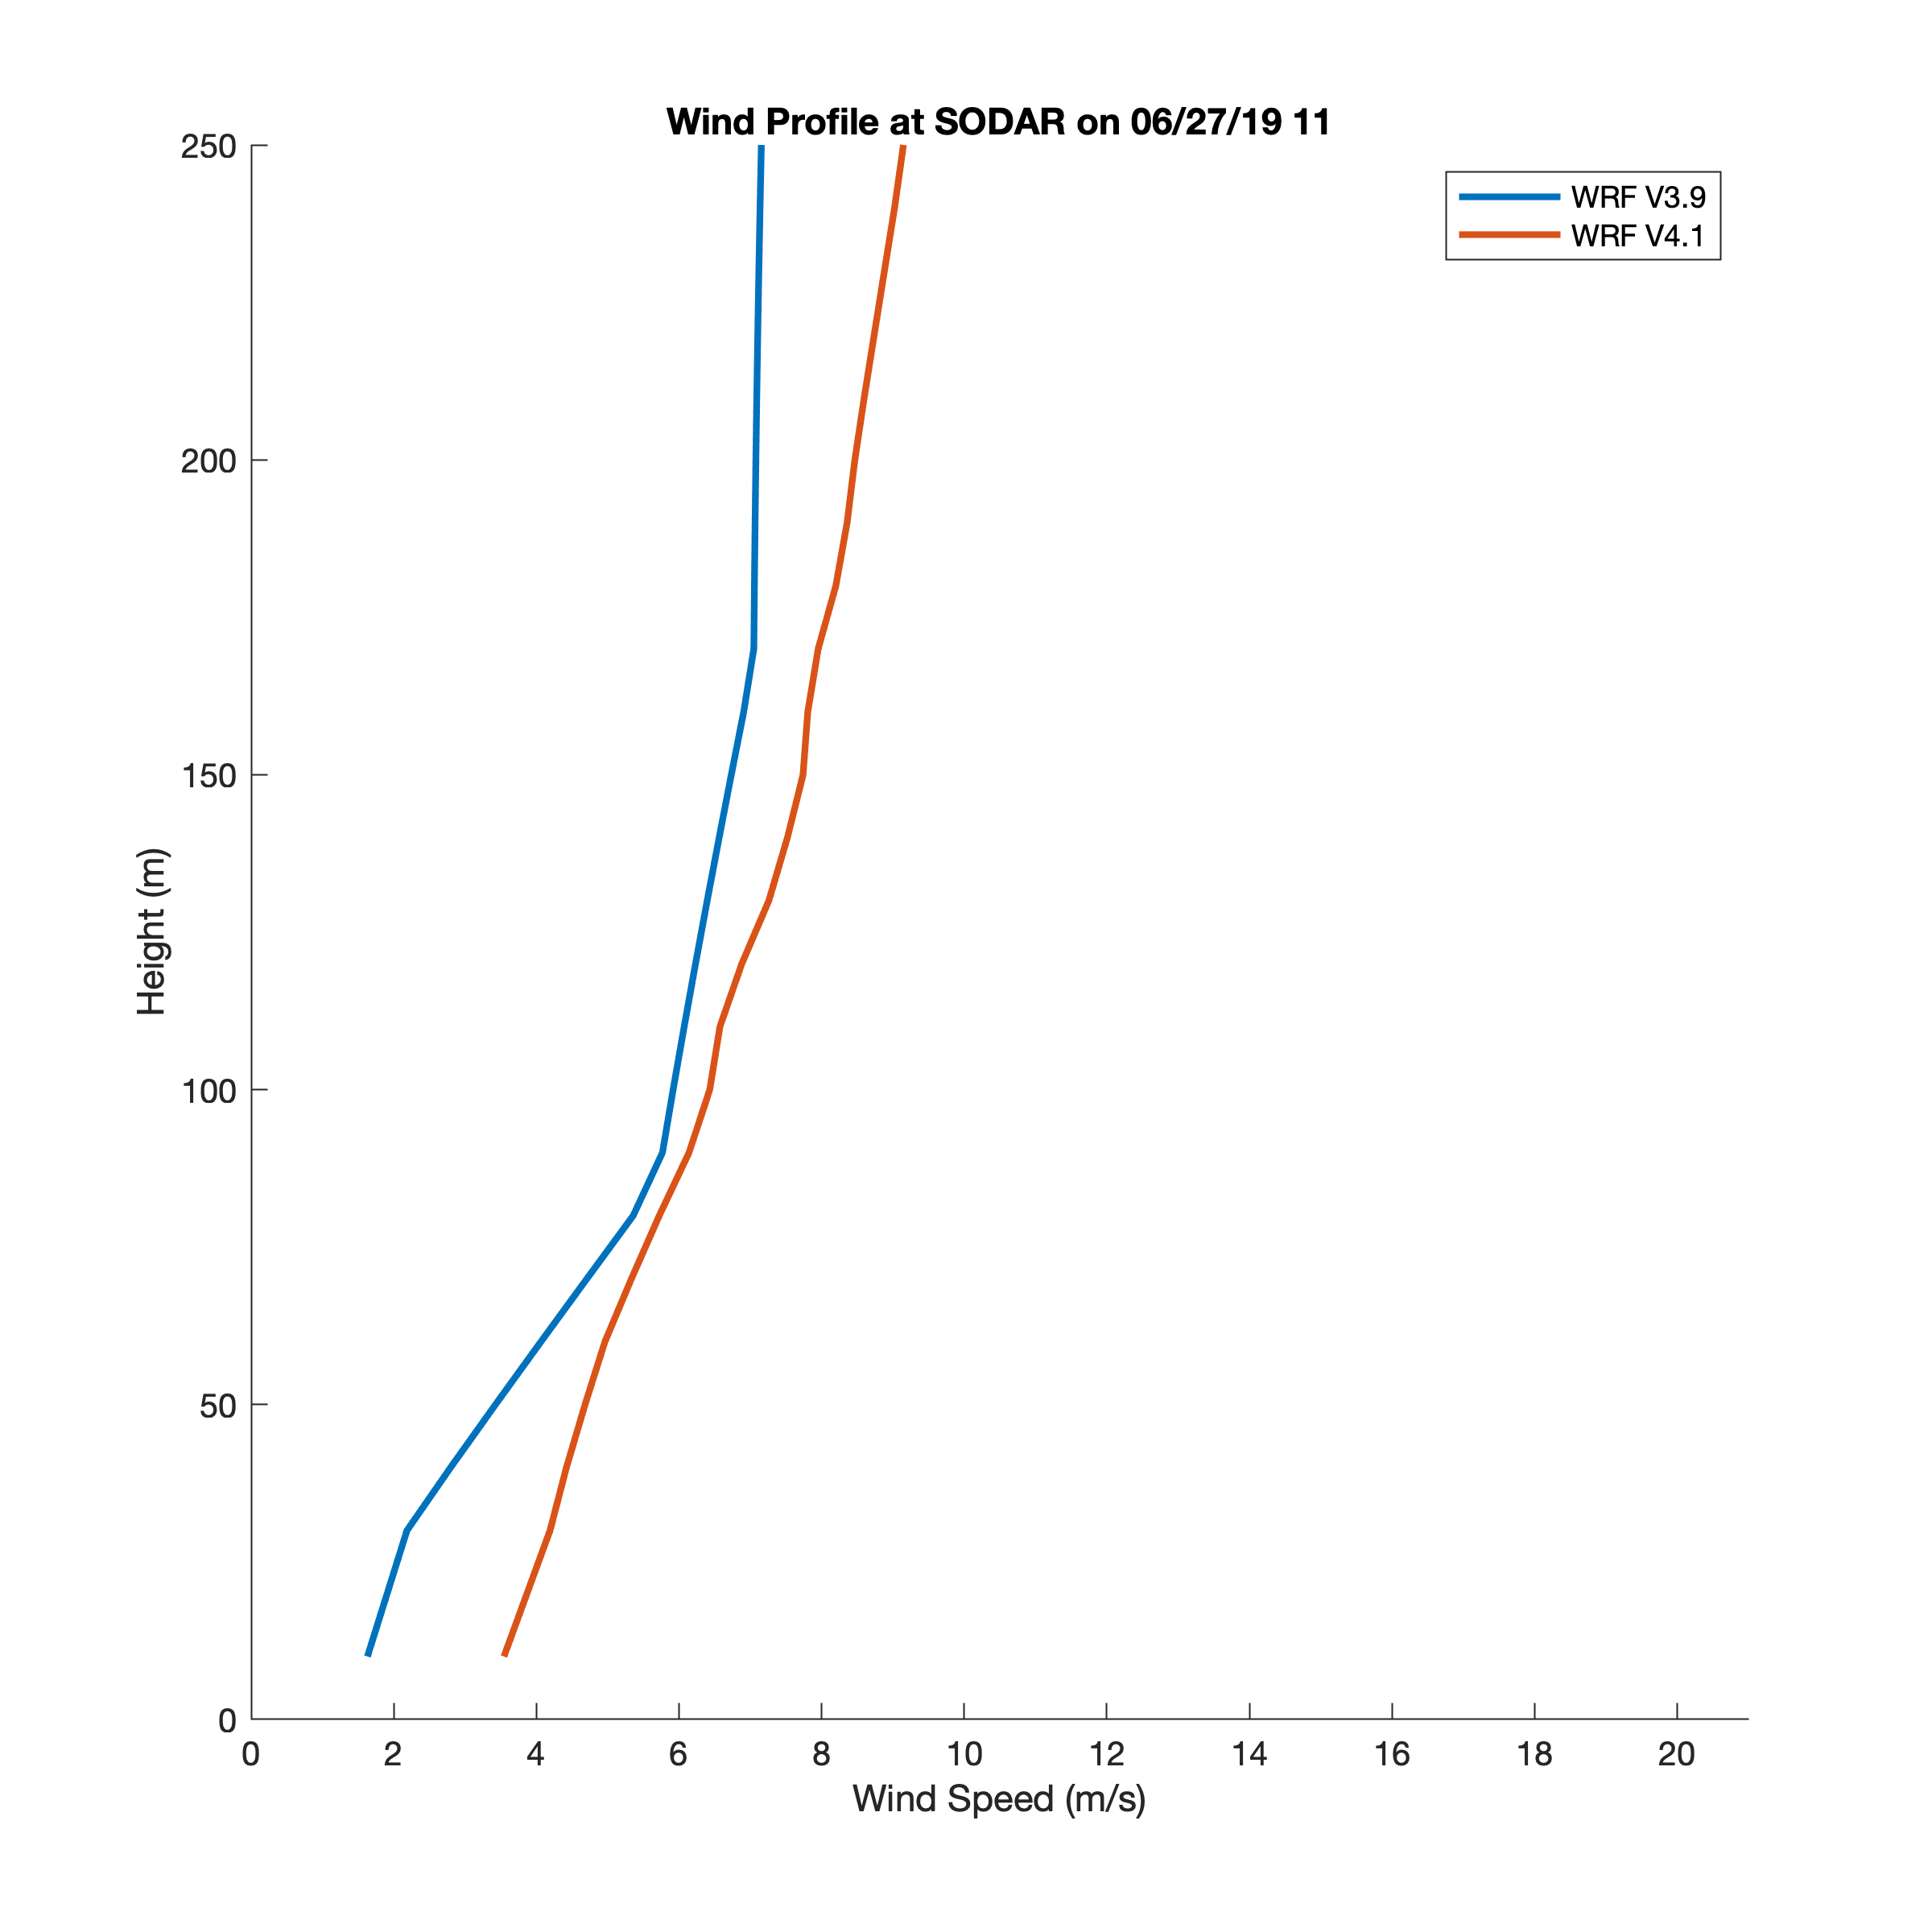 Wind Profile at SODAR on 06/27/19 11
WRF V3.9
WRF V4.1
250
200
150
100
50
0
Height (m)
0 2 4 6 8 10 12 14 16 18 20
Wind Speed (m/s)